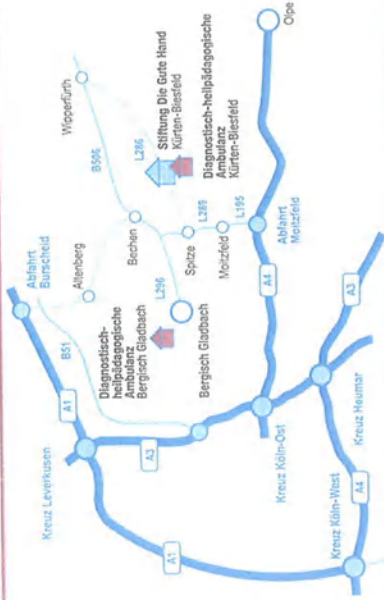 Kreuz Leverkusen
A1
Abfahrt
Burscheid
B51
A3
Altenberg
Wipperfürth
B506
Bechen
L286
Stiftung Die Gute Hand
Kürten-Biesfeld
Diagnostisch-
heilpädagogische
Ambulanz
Bergisch Gladbach
L296
Spitze
L289
Moitzfeld
L195
Diagnostisch-heilpädagogische
Ambulanz
Kürten-Biesfeld
Bergisch Gladbach
Olpe
Abfahrt
Moitzfeld
A4
Kreuz Köln-Ost
A1
A3
Kreuz Heumar
Kreuz Köln-West
A4